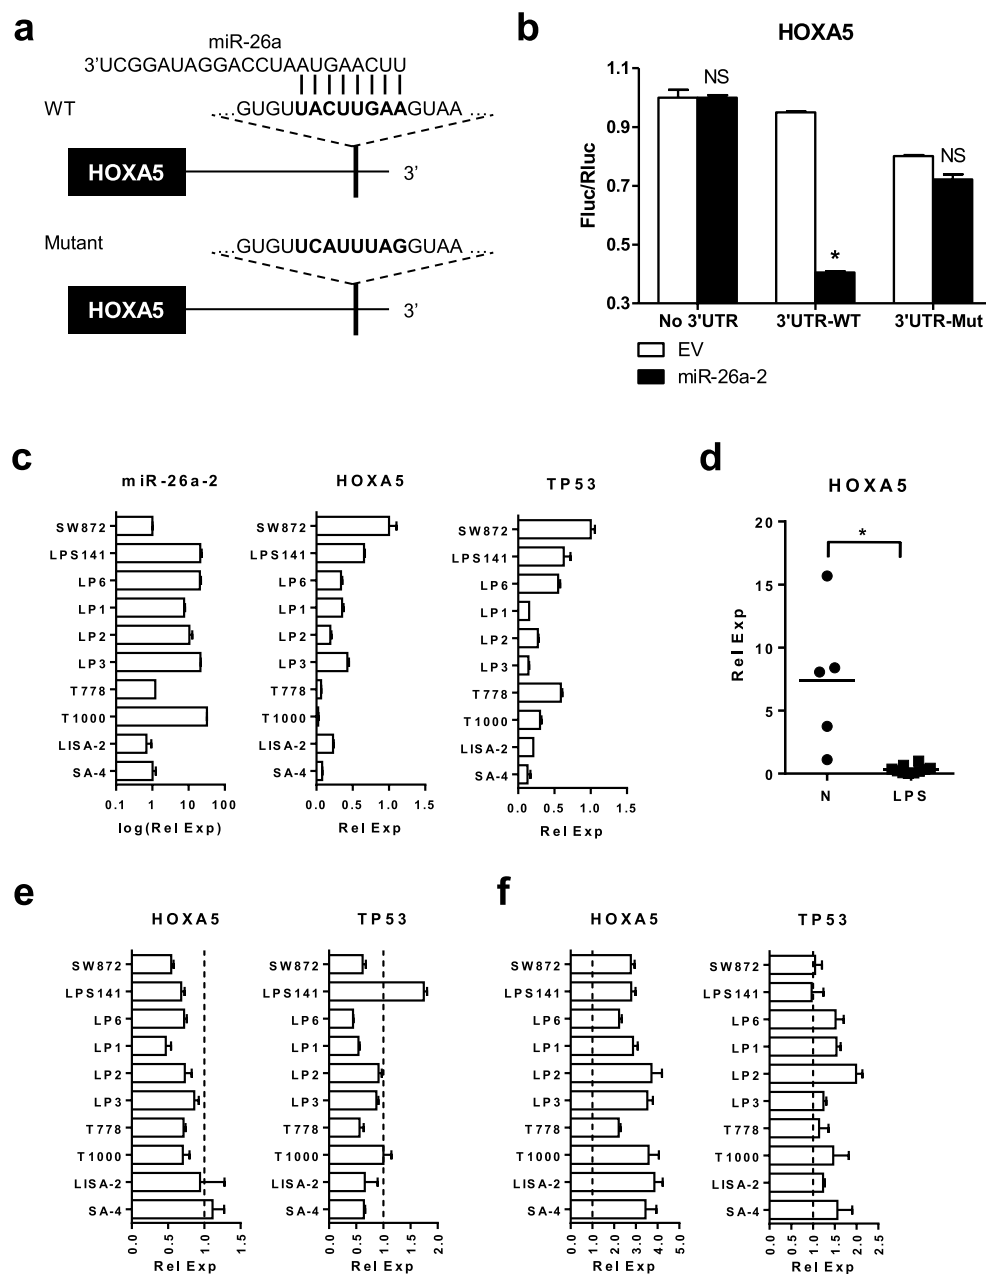 a
miR-26a
3'UCGGAUAGGACCUAAUGAACUU
WT
....GUGUUACUUGAAGUAA....
HOXA5
3'
Mutant
....GUGUUCAUUUAGGUAA....
HOXA5
3'
b
HOXA5
Fluc/Rluc
1.1
0.9
0.7
0.5
0.3
NS
*
NS
No 3'UTR
3'UTR-WT
3'UTR-Mut
EV
miR-26a-2
c
miR-26a-2
SW872
LPS141
LP6
LP1
LP2
LP3
T778
T1000
LISA-2
SA-4
0.1 1 10 100
log(Rel Exp)
HOXA5
SW872
LPS141
LP6
LP1
LP2
LP3
T778
T1000
LISA-2
SA-4
0.0 0.5 1.0 1.5
Rel Exp
TP53
SW872
LPS141
LP6
LP1
LP2
LP3
T778
T1000
LISA-2
SA-4
0.0 0.5 1.0 1.5
Rel Exp
d
HOXA5
Rel Exp
20
15
10
5
0
*
N
LPS
e
HOXA5
SW872
LPS141
LP6
LP1
LP2
LP3
T778
T1000
LISA-2
SA-4
0.0 0.5 1.0 1.5
Rel Exp
TP53
SW872
LPS141
LP6
LP1
LP2
LP3
T778
T1000
LISA-2
SA-4
0.0 0.5 1.0 1.5 2.0
Rel Exp
f
HOXA5
SW872
LPS141
LP6
LP1
LP2
LP3
T778
T1000
LISA-2
SA-4
0.0 1.0 2.0 3.0 4.0 5.0
Rel Exp
TP53
SW872
LPS141
LP6
LP1
LP2
LP3
T778
T1000
LISA-2
SA-4
0.0 0.5 1.0 1.5 2.0 2.5
Rel Exp